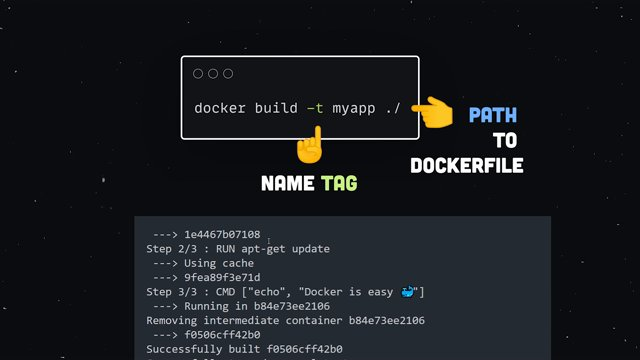 docker build -t myapp ./
PATH
TO
DOCKERFILE
NAME TAG
---> 1e4467b07108
Step 2/3 : RUN apt-get update
---> Using cache
---> 9fea89f3e71d
Step 3/3 : CMD ["echo", "Docker is easy 🐳"]
---> Running in b84e73ee2106
Removing intermediate container b84e73ee2106
---> f0506cff42b0
Successfully built f0506cff42b0